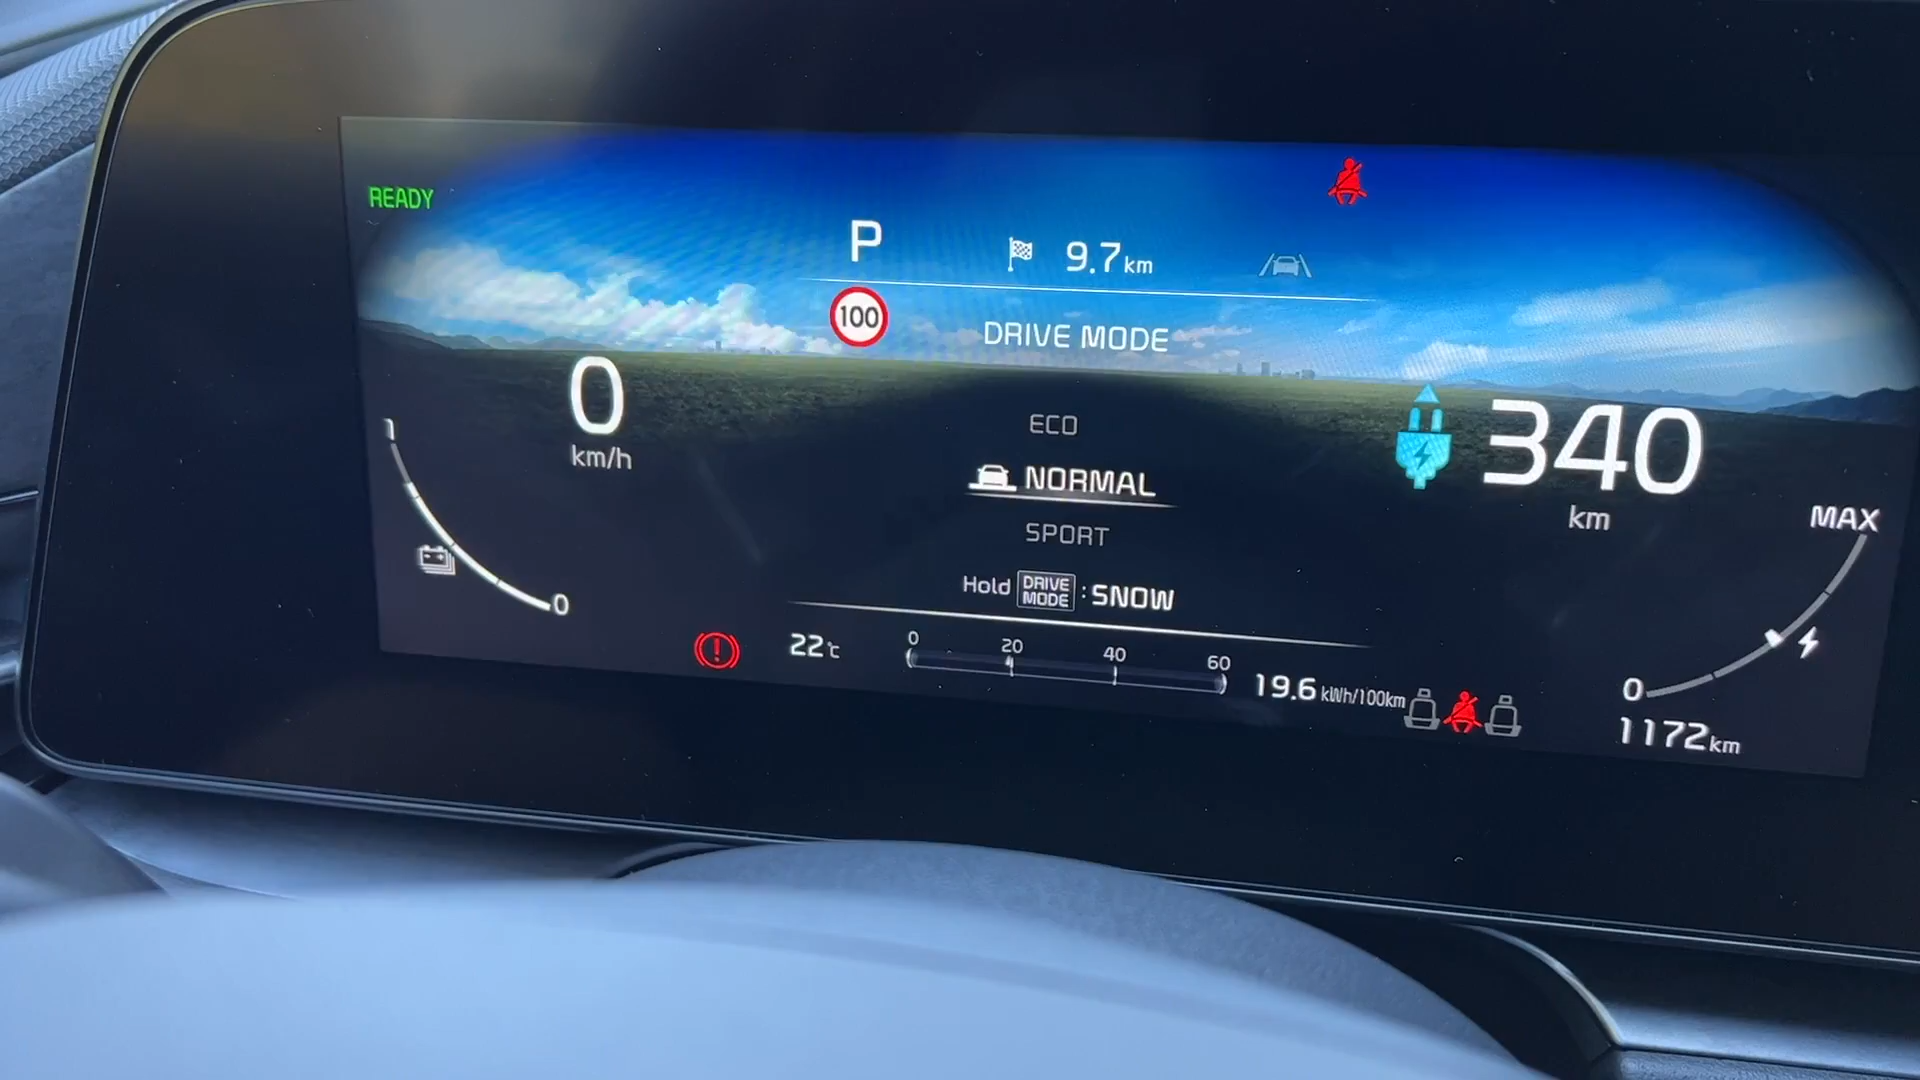 READY
P
9.7 km
100
DRIVE MODE
0
km/h
ECO
NORMAL
SPORT
Hold DRIVE MODE : SNOW
340
km
1
0
MAX
0
22°C
0 20 40 60
19.6 kWh/100km
1172 km